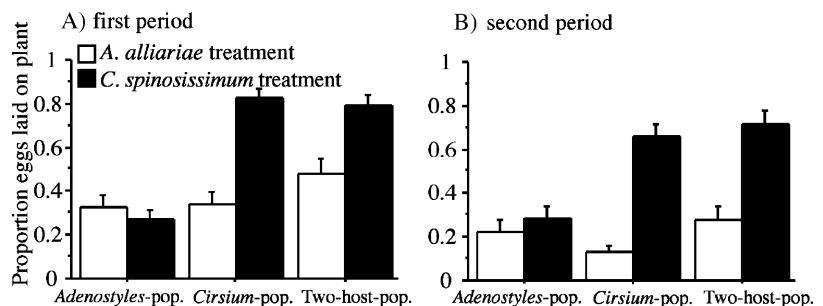 A) first period
A. alliariae treatment
C. spinosissimum treatment
Proportion eggs laid on plant
1
0.8
0.6
0.4
0.2
0
Adenostyles-pop. Cirsium-pop. Two-host-pop.
B) second period
1
0.8
0.6
0.4
0.2
0
Adenostyles-pop. Cirsium-pop. Two-host-pop.